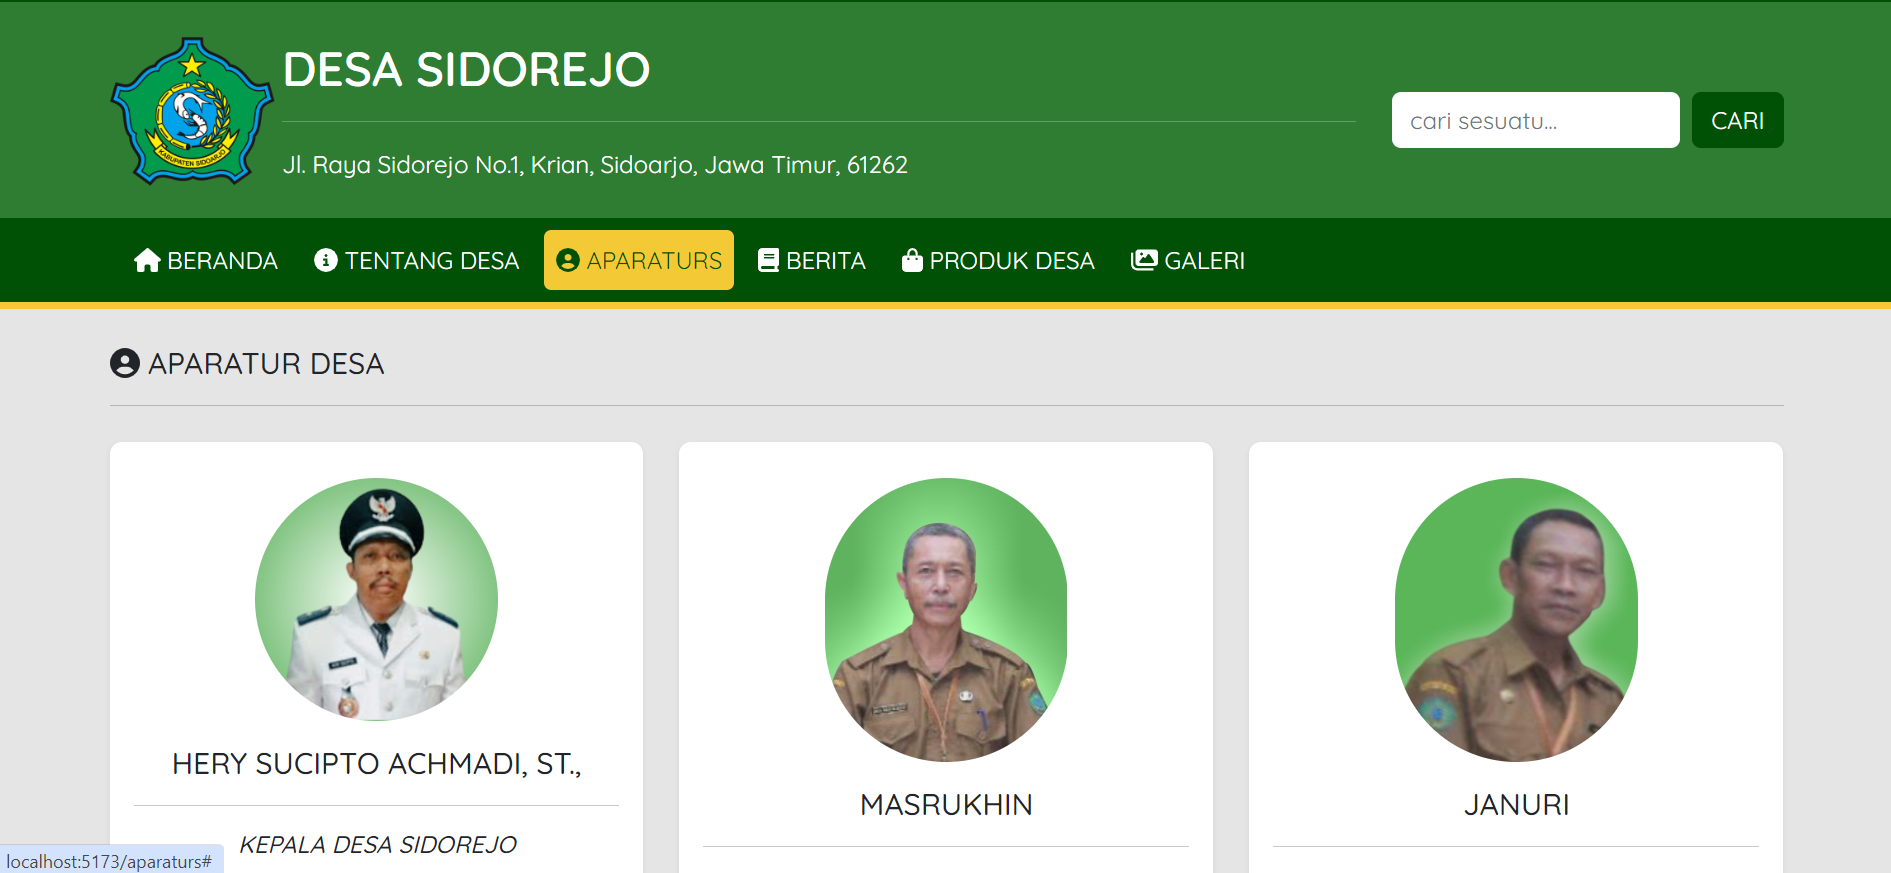 DESA SIDOREJO
Jl. Raya Sidorejo No.1, Krian, Sidoarjo, Jawa Timur, 61262
KABUPATEN SIDOARJO
cari sesuatu...
CARI
BERANDA
TENTANG DESA
APARATURS
BERITA
PRODUK DESA
GALERI
APARATUR DESA
HERY SUCIPTO ACHMADI, ST.,
KEPALA DESA SIDOREJO
MASRUKHIN
JANURI
localhost:5173/aparaturs#